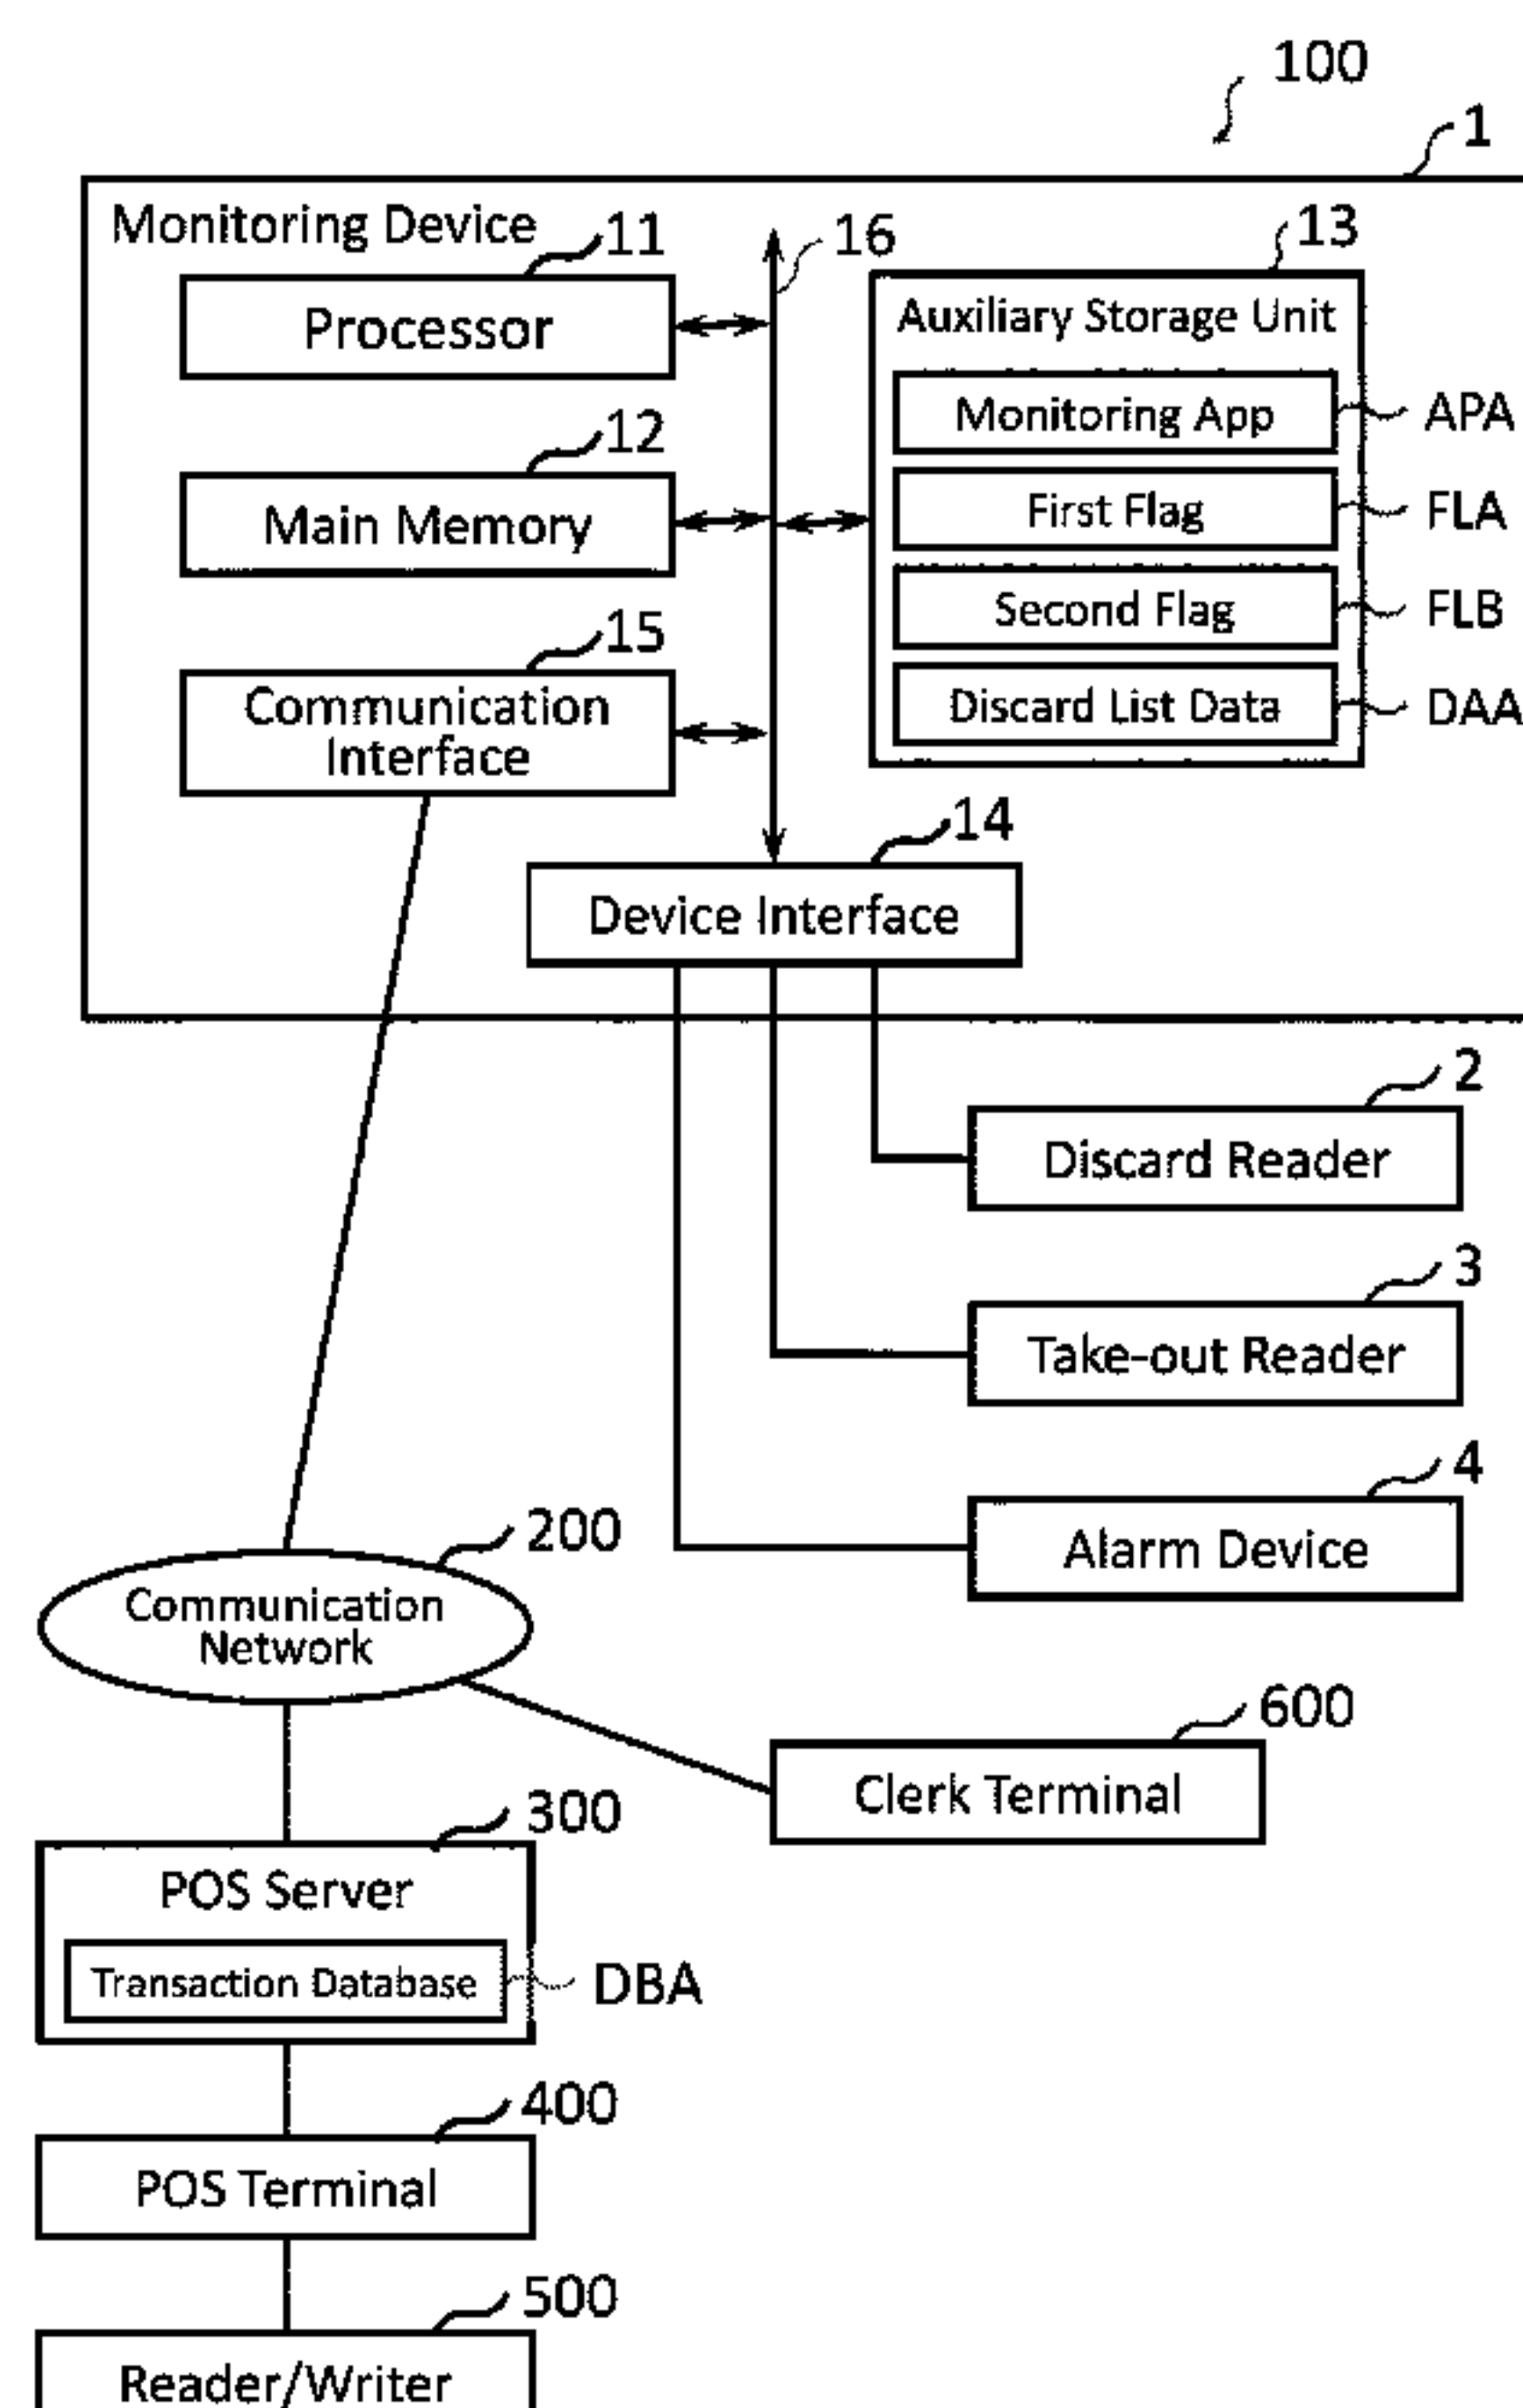 100
1
Monitoring Device
11
16
13
Processor
Auxiliary Storage Unit
Monitoring App
APA
12
Main Memory
First Flag
FLA
Second Flag
FLB
15
Communication
Interface
Discard List Data
DAA
14
Device Interface
2
Discard Reader
3
Take-out Reader
4
Alarm Device
200
Communication
Network
600
Clerk Terminal
300
POS Server
Transaction Database
DBA
400
POS Terminal
500
Reader/Writer